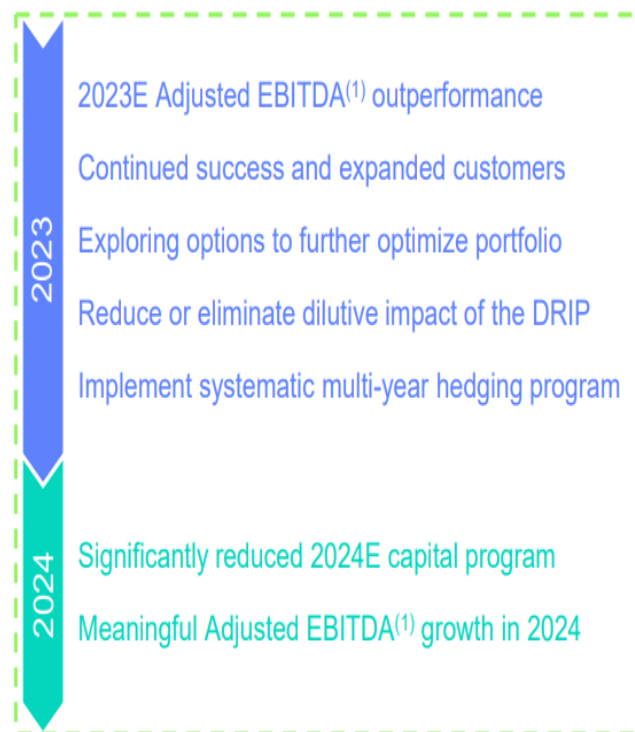 2023
2023E Adjusted EBITDA(1) outperformance
Continued success and expanded customers
Exploring options to further optimize portfolio
Reduce or eliminate dilutive impact of the DRIP
Implement systematic multi-year hedging program
2024
Significantly reduced 2024E capital program
Meaningful Adjusted EBITDA(1) growth in 2024